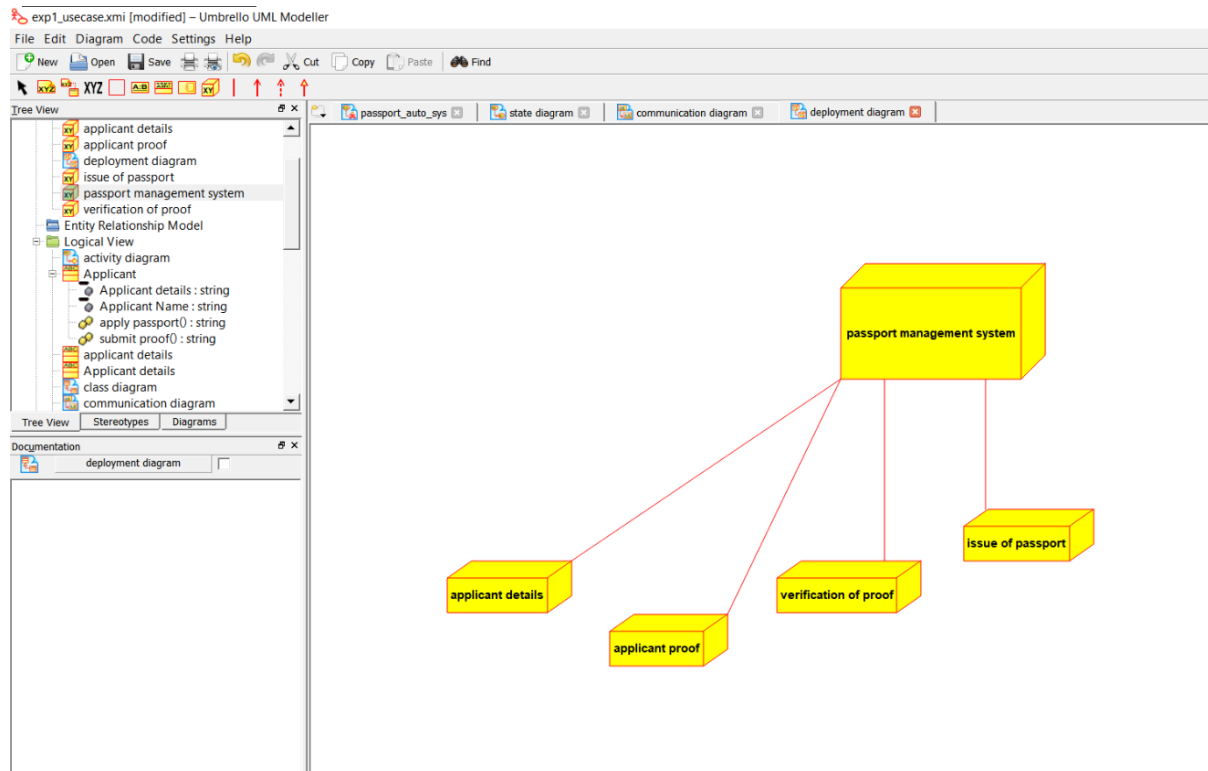 exp1_usecase.xmi [modified] – Umbrello UML Modeller
File Edit Diagram Code Settings Help
New Open Save Cut Copy Paste Find
XYZ XYZ A:B
Tree View
passport_auto_sys state diagram communication diagram deployment diagram
applicant details
applicant proof
deployment diagram
issue of passport
passport management system
verification of proof
Entity Relationship Model
Logical View
activity diagram
Applicant
Applicant details : string
Applicant Name : string
apply passport() : string
submit proof() : string
applicant details
Applicant details
class diagram
communication diagram
Tree View Stereotypes Diagrams
Documentation
deployment diagram
passport management system
issue of passport
applicant details
verification of proof
applicant proof